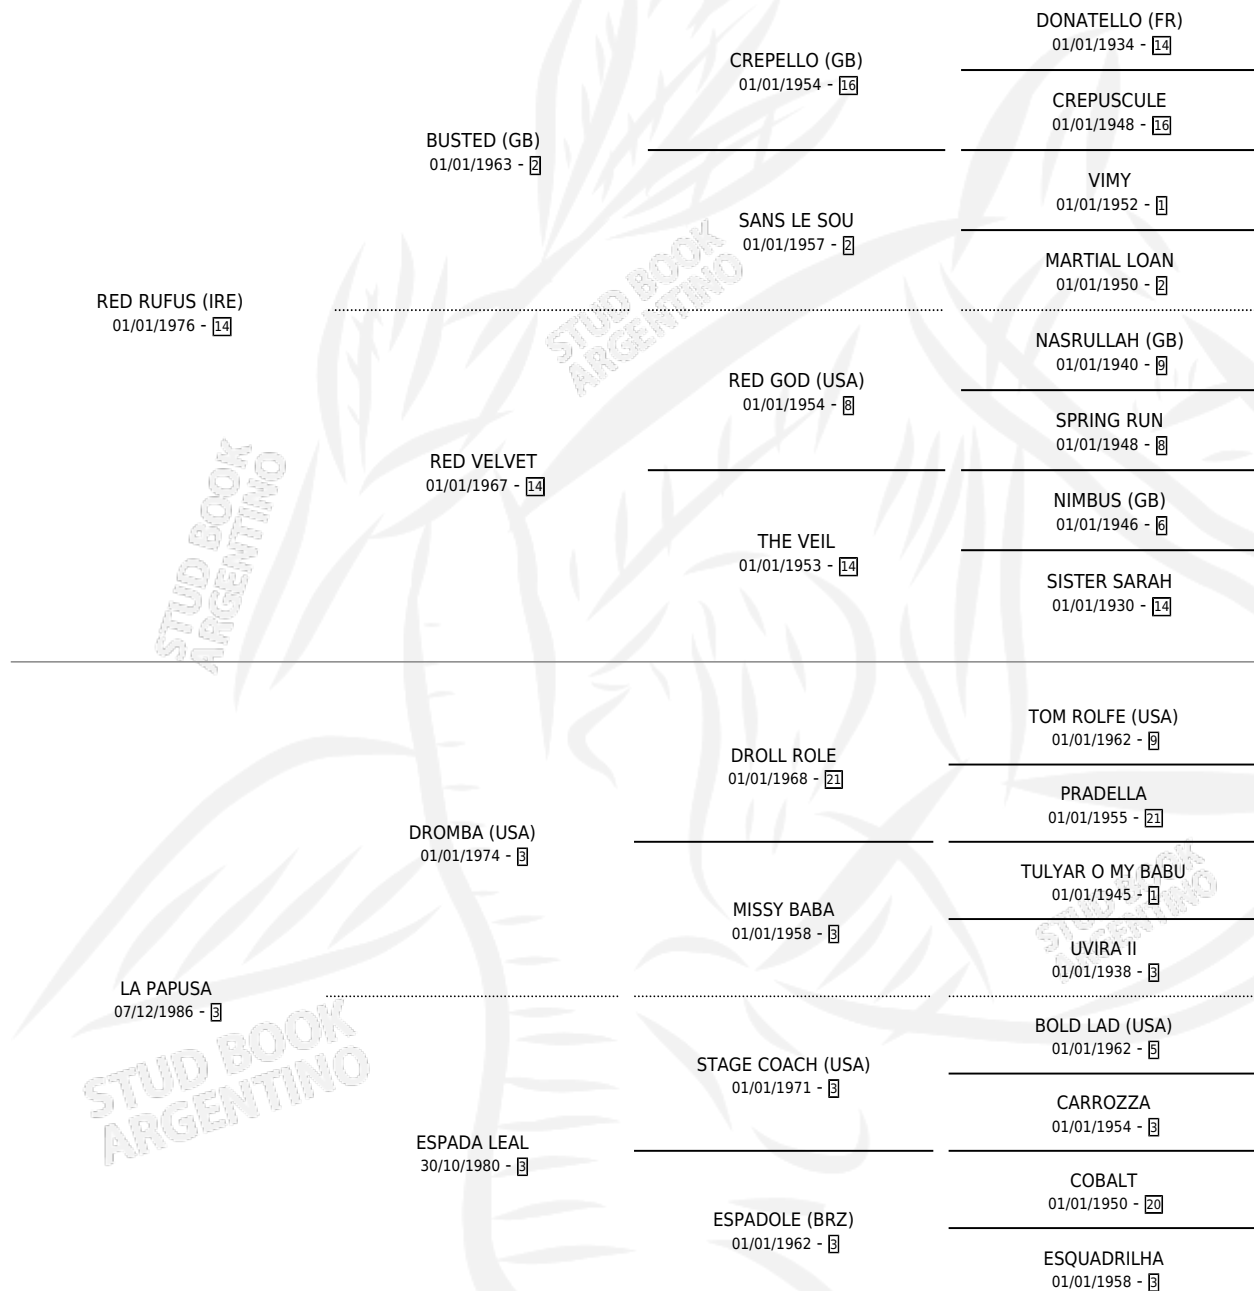 DONATELLO (FR)
01/01/1934 - 14
CREPELLO (GB)
01/01/1954 - 16
CREPUSCULE
01/01/1948 - 16
BUSTED (GB)
01/01/1963 - 2
VIMY
01/01/1952 - 1
SANS LE SOU
01/01/1957 - 2
MARTIAL LOAN
01/01/1950 - 2
RED RUFUS (IRE)
01/01/1976 - 14
NASRULLAH (GB)
01/01/1940 - 9
RED GOD (USA)
01/01/1954 - 8
SPRING RUN
01/01/1948 - 8
RED VELVET
01/01/1967 - 14
NIMBUS (GB)
01/01/1946 - 6
THE VEIL
01/01/1953 - 14
SISTER SARAH
01/01/1930 - 14
TOM ROLFE (USA)
01/01/1962 - 9
DROLL ROLE
01/01/1968 - 21
PRADELLA
01/01/1955 - 21
DROMBA (USA)
01/01/1974 - 3
TULYAR O MY BABU
01/01/1945 - 1
MISSY BABA
01/01/1958 - 3
UVIRA II
01/01/1938 - 3
LA PAPUSA
07/12/1986 - 3
BOLD LAD (USA)
01/01/1962 - 5
STAGE COACH (USA)
01/01/1971 - 3
CARROZZA
01/01/1954 - 3
ESPADA LEAL
30/10/1980 - 3
COBALT
01/01/1950 - 20
ESPADOLE (BRZ)
01/01/1962 - 3
ESQUADRILHA
01/01/1958 - 3
STUD BOOK
ARGENTINO
STUD BOOK
ARGENTINO
STUD BOOK
ARGENTINO
STUD BOOK
ARGENTINO